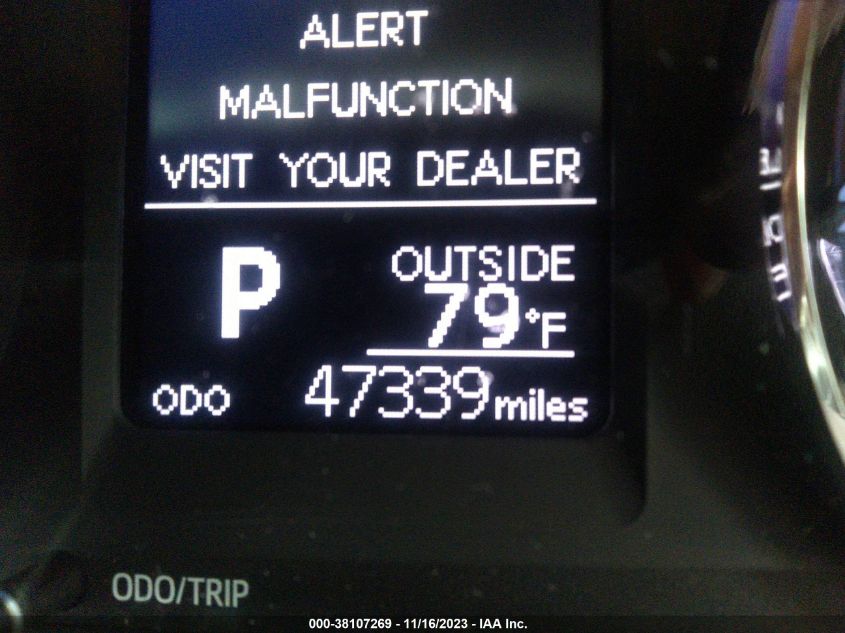 ALERT
MALFUNCTION
VISIT YOUR DEALER
P
OUTSIDE
79°F
ODO 47339 miles
ODO/TRIP
000-38107269 - 11/16/2023 - IAA Inc.